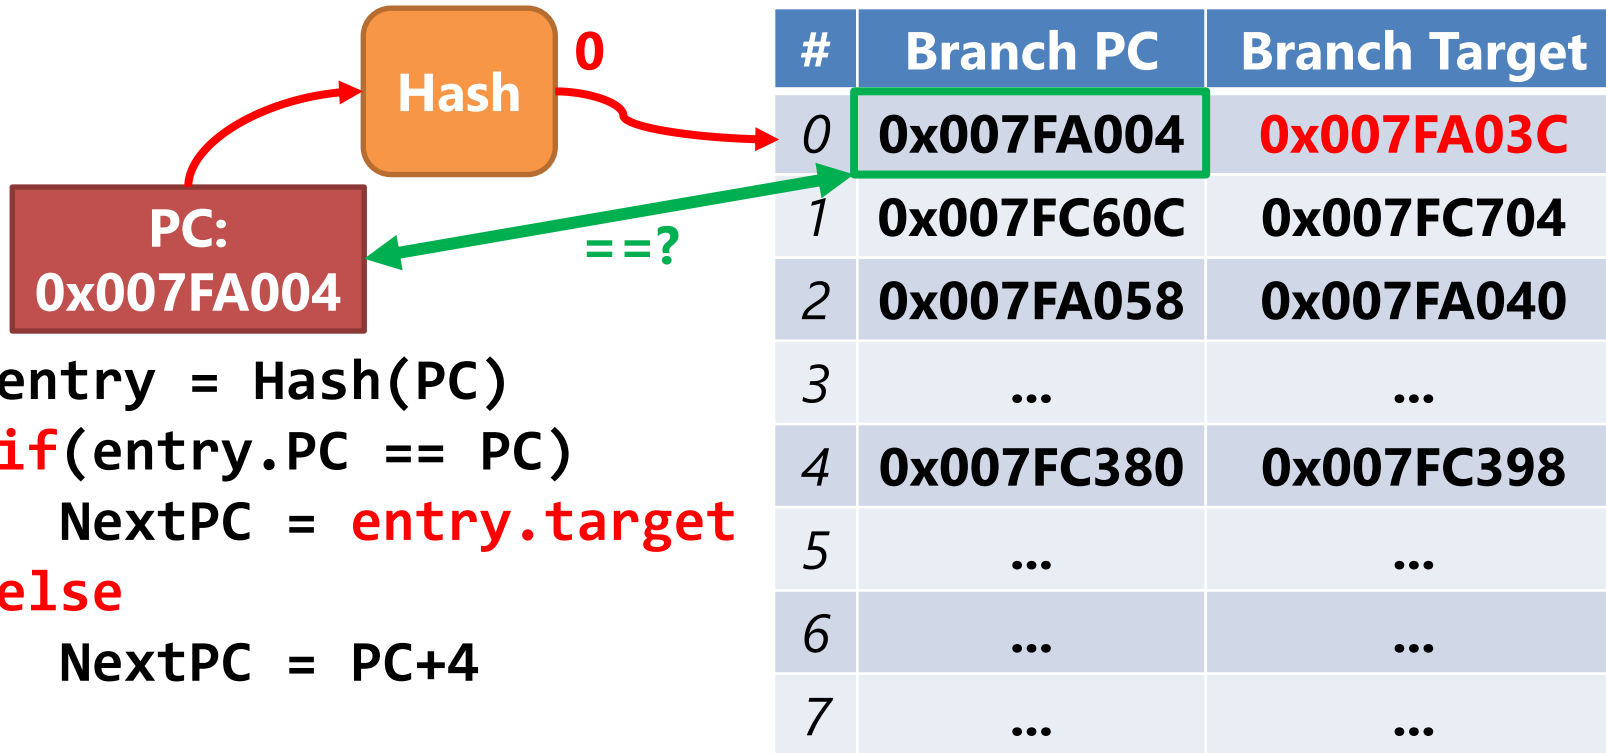 Hash
0
PC:
0x007FA004
==?
entry = Hash(PC)
if(entry.PC == PC)
NextPC = entry.target
else
NextPC = PC+4
# Branch PC Branch Target
0 0x007FA004 0x007FA03C
1 0x007FC60C 0x007FC704
2 0x007FA058 0x007FA040
3 ... ...
4 0x007FC380 0x007FC398
5 ... ...
6 ... ...
7 ... ...